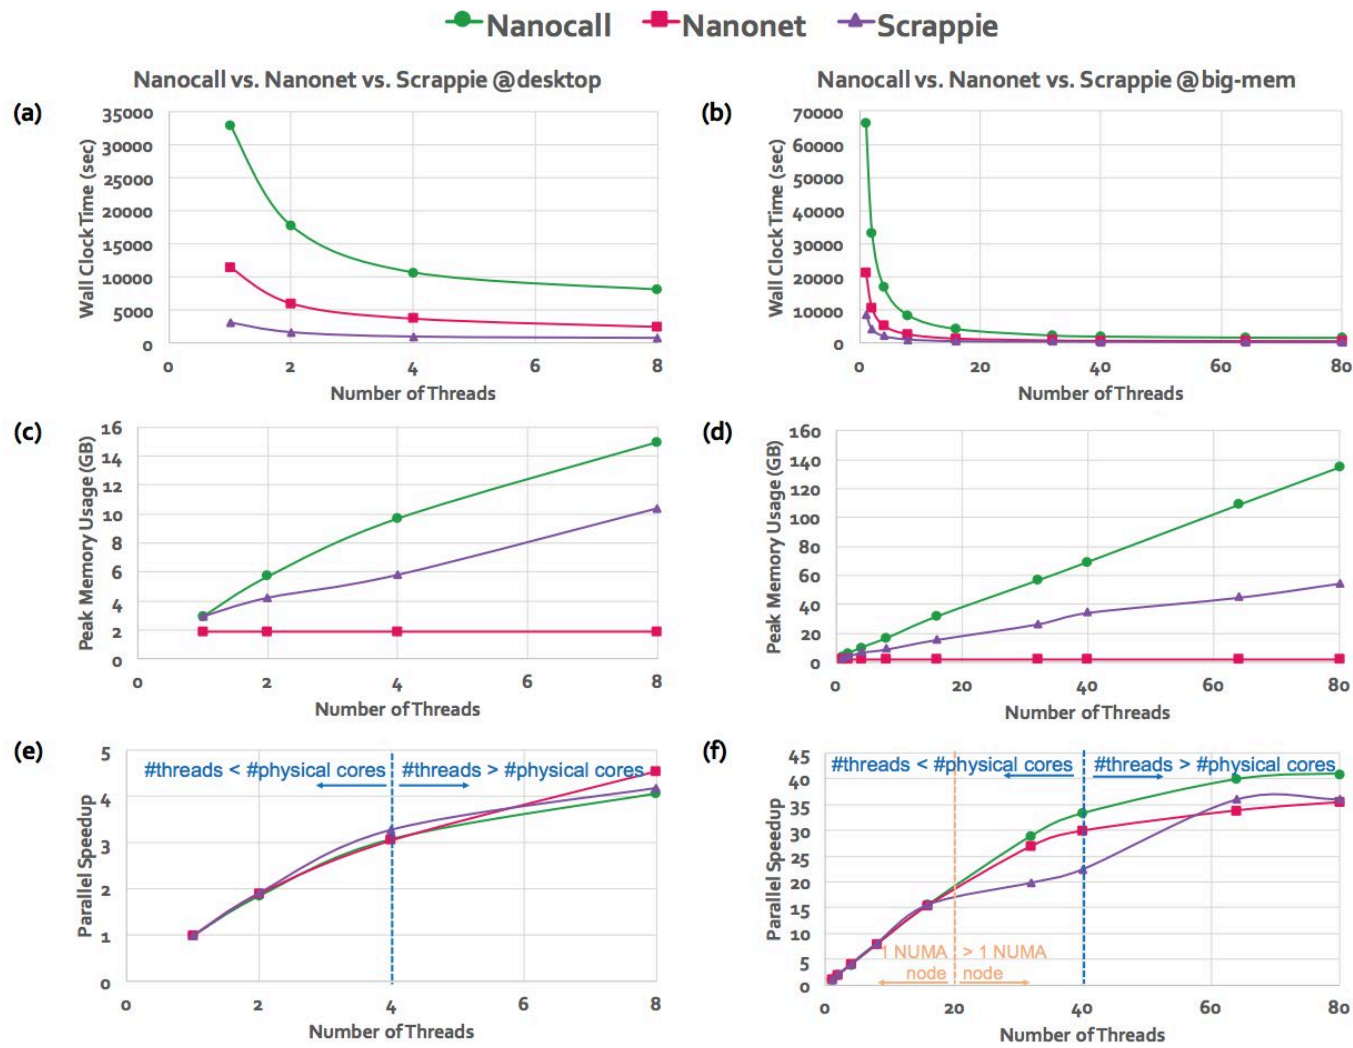 Nanocall Nanonet Scrappie
Nanocall vs. Nanonet vs. Scrappie @desktop
Nanocall vs. Nanonet vs. Scrappie @big-mem
(a)
Wall Clock Time (sec)
35000
30000
25000
20000
15000
10000
5000
0
0 2 4 6 8
Number of Threads
(b)
Wall Clock Time (sec)
70000
60000
50000
40000
30000
20000
10000
0
0 20 40 60 80
Number of Threads
(c)
Peak Memory Usage (GB)
16
14
12
10
8
6
4
2
0
0 2 4 6 8
Number of Threads
(d)
Peak Memory Usage (GB)
160
140
120
100
80
60
40
20
0
0 20 40 60 80
Number of Threads
(e)
Parallel Speedup
5
4
3
2
1
0
#threads < #physical cores
#threads > #physical cores
0 2 4 6 8
Number of Threads
(f)
Parallel Speedup
45
40
35
30
25
20
15
10
5
0
#threads < #physical cores
#threads > #physical cores
1 NUMA
node
> 1 NUMA
node
0 20 40 60 80
Number of Threads